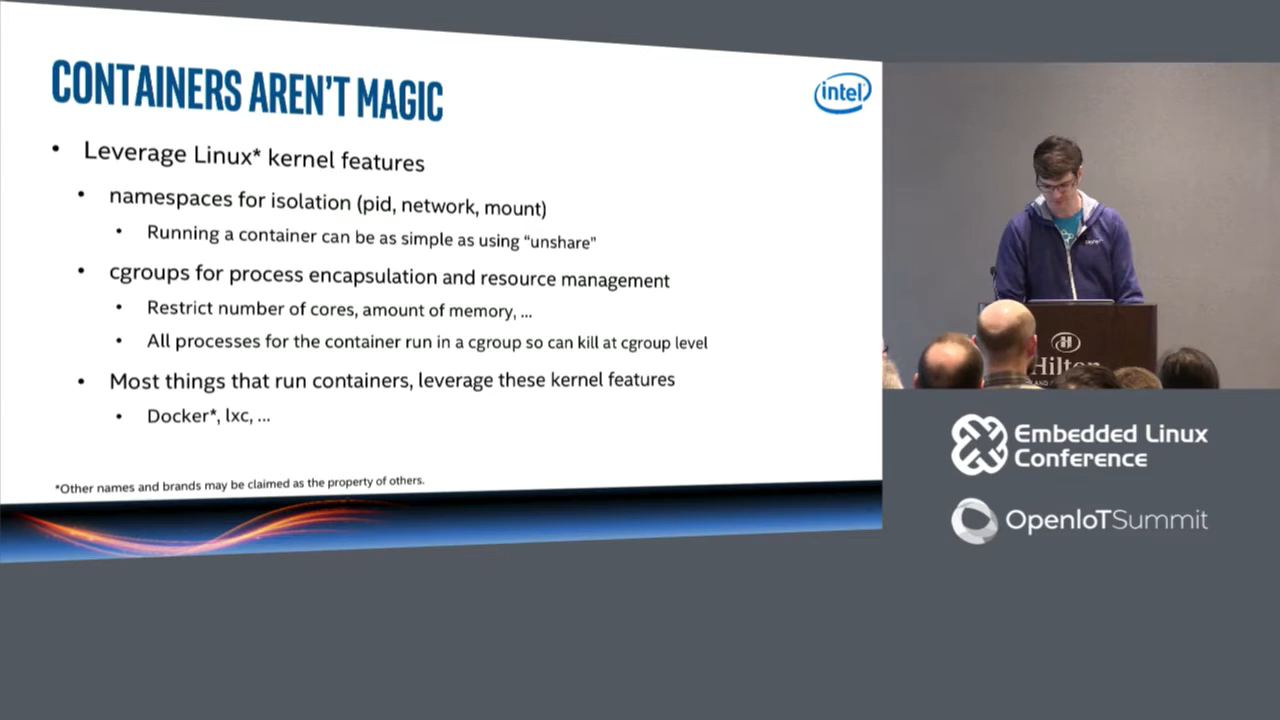 CONTAINERS AREN'T MAGIC
intel
• Leverage Linux* kernel features
• namespaces for isolation (pid, network, mount)
• Running a container can be as simple as using “unshare”
• cgroups for process encapsulation and resource management
• Restrict number of cores, amount of memory, ...
• All processes for the container run in a cgroup so can kill at cgroup level
• Most things that run containers, leverage these kernel features
• Docker*, lxc, ...
*Other names and brands may be claimed as the property of others.
Hilton
Embedded Linux
Conference
OpenIoTSummit